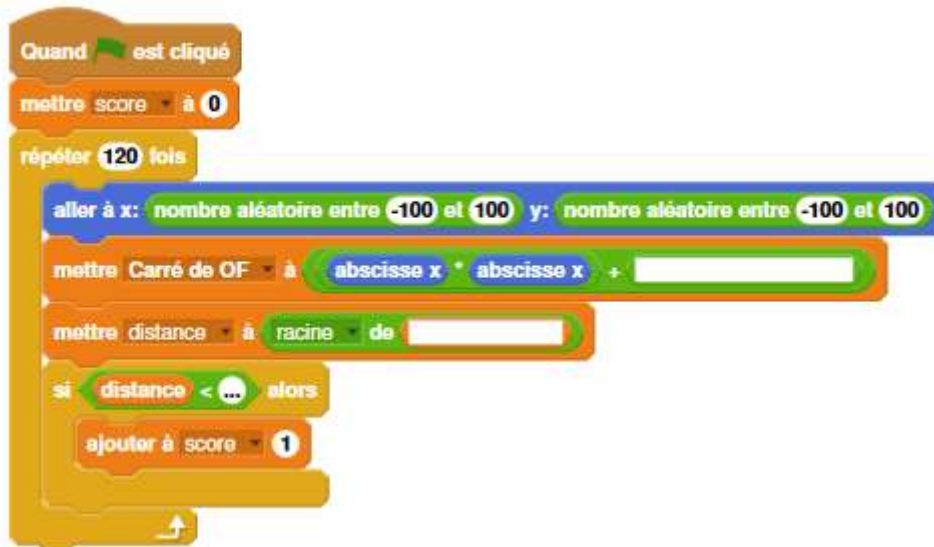 Quand est cliqué
mettre score à 0
répéter 120 fois
aller à x: nombre aléatoire entre -100 et 100 y: nombre aléatoire entre -100 et 100
mettre Carré de OF à abscisse x * abscisse x +
mettre distance à racine de
si distance < ... alors
ajouter à score 1